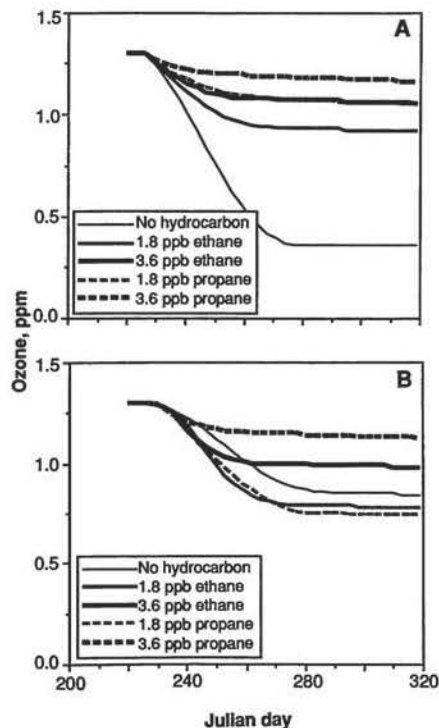 A
1.5
1.0
0.5
0.0
No hydrocarbon
1.8 ppb ethane
3.6 ppb ethane
1.8 ppb propane
3.6 ppb propane
Ozone, ppm
B
1.5
1.0
0.5
0.0
No hydrocarbon
1.8 ppb ethane
3.6 ppb ethane
1.8 ppb propane
3.6 ppb propane
200 240 280 320
Julian day